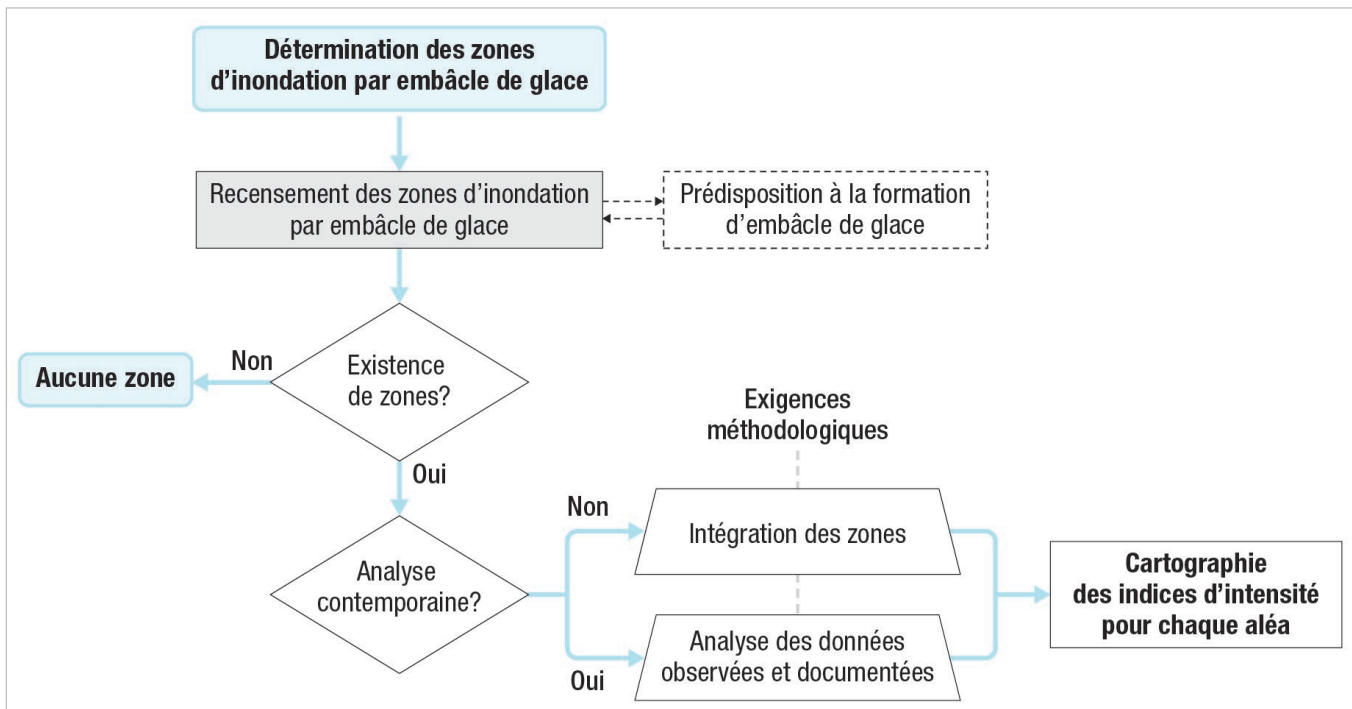 Détermination des zones
d’inondation par embâcle de glace
Recensement des zones d’inondation
par embâcle de glace
Prédisposition à la formation
d’embâcle de glace
Existence
de zones?
Non
Aucune zone
Oui
Analyse
contemporaine?
Exigences
méthodologiques
Non
Intégration des zones
Oui
Analyse des données
observées et documentées
Cartographie
des indices d’intensité
pour chaque aléa